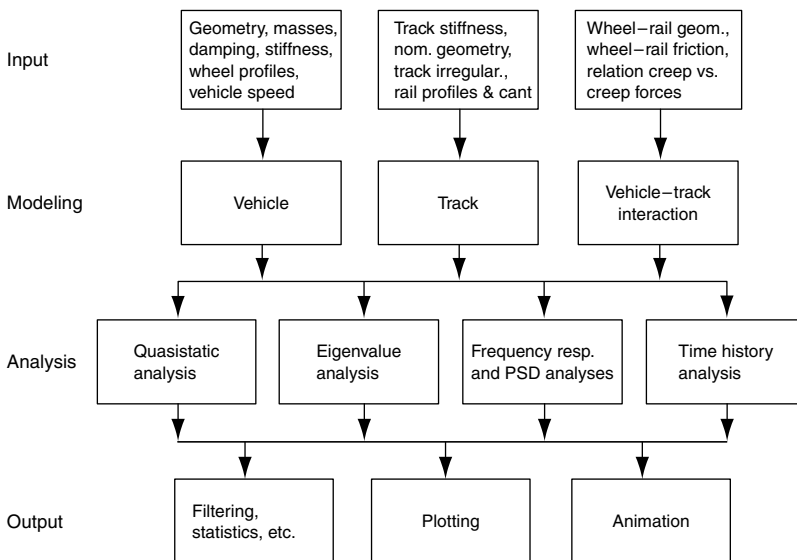 Input
Geometry, masses,
damping, stiffness,
wheel profiles,
vehicle speed
Track stiffness,
nom. geometry,
track irregular.,
rail profiles & cant
Wheel–rail geom.,
wheel–rail friction,
relation creep vs.
creep forces
Modeling
Vehicle
Track
Vehicle–track
interaction
Analysis
Quasistatic
analysis
Eigenvalue
analysis
Frequency resp.
and PSD analyses
Time history
analysis
Output
Filtering,
statistics, etc.
Plotting
Animation